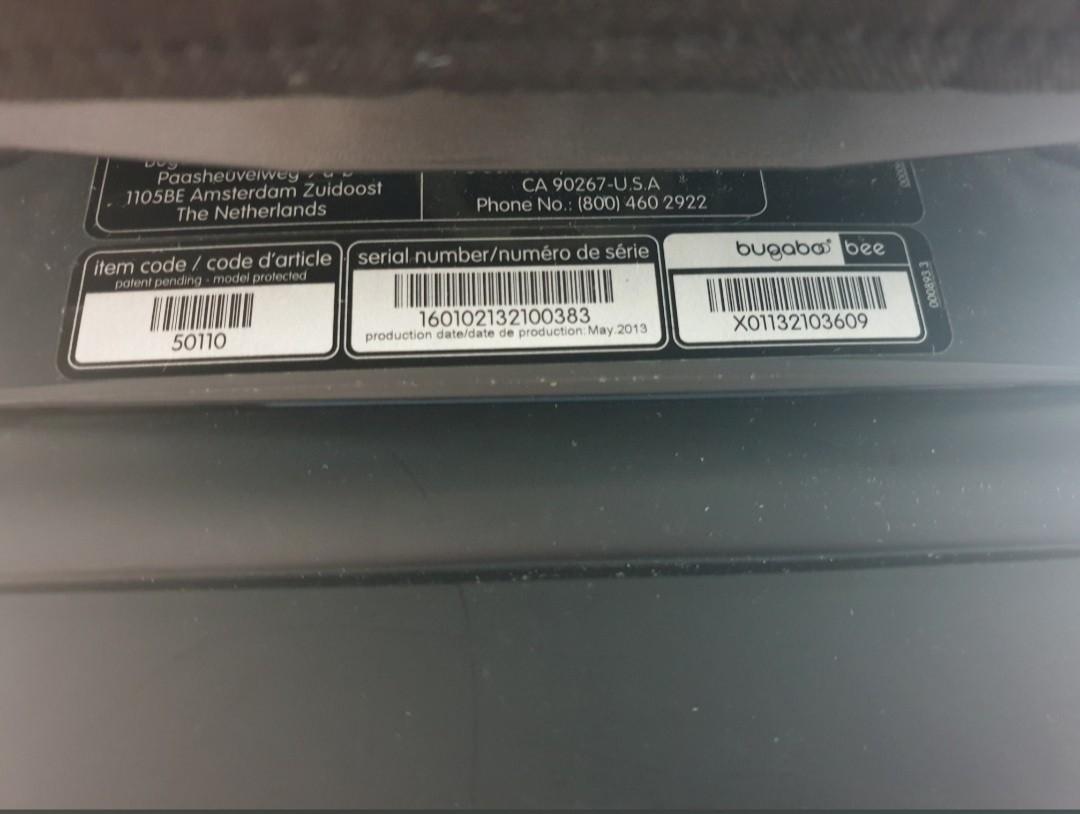 Paasheuvelweg
1105BE Amsterdam Zuidoost
The Netherlands
CA 90267-U.S.A
Phone No.: (800) 460 2922
item code / code d'article
patent pending - model protected
50110
serial number/numéro de série
160102132100383
production date/date de production: May.2013
bugaboo bee
X01132103609
000893.3